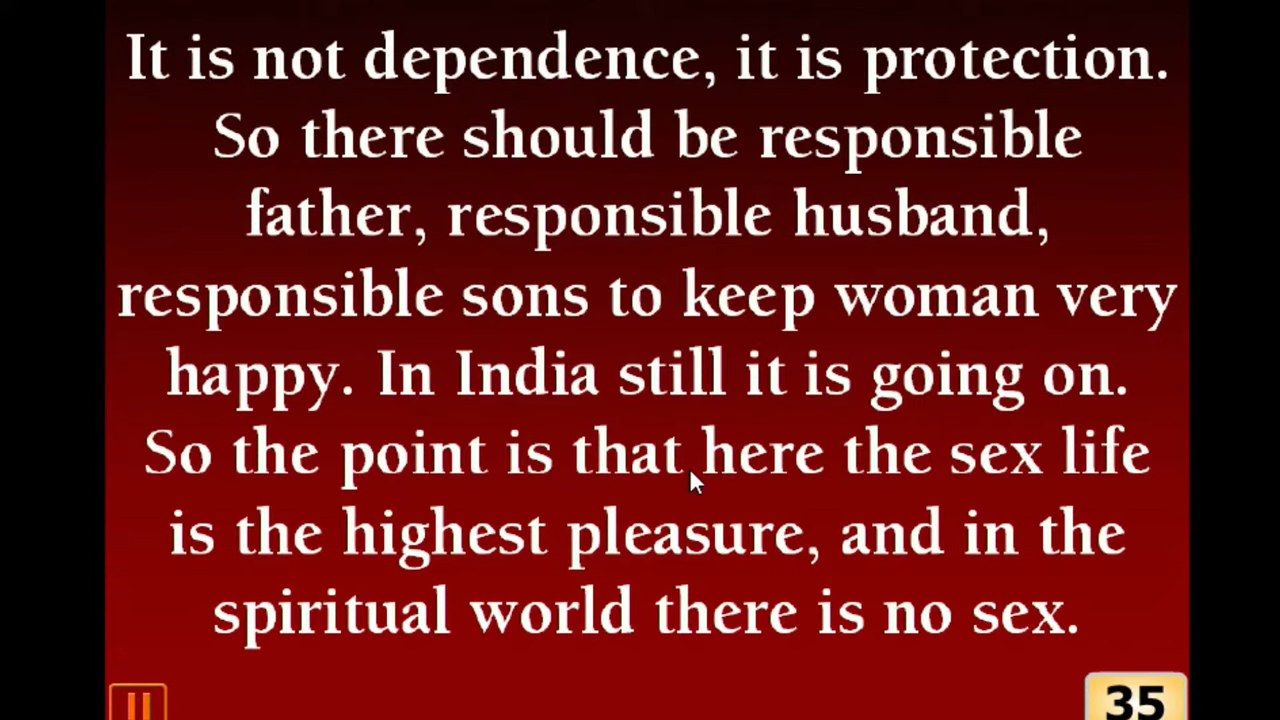 It is not dependence, it is protection.
So there should be responsible
father, responsible husband,
responsible sons to keep woman very
happy. In India still it is going on.
So the point is that here the sex life
is the highest pleasure, and in the
spiritual world there is no sex.
35